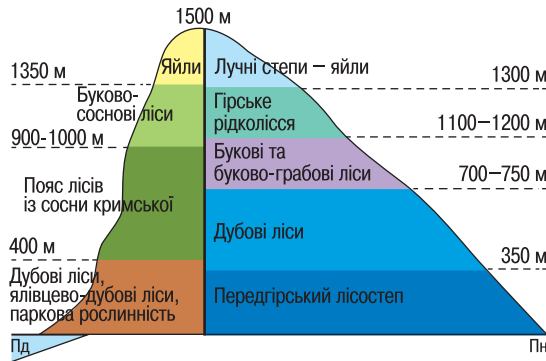 1500 м
Яйли
Лучні степи – яйли
1350 м
1300 м
Буково-
соснові ліси
Гірське
рідколісся
900-1000 м
1100–1200 м
Букові та
буково-грабові ліси
700–750 м
Пояс лісів
із сосни кримської
Дубові ліси
400 м
350 м
Дубові ліси,
ялівцево-дубові ліси,
паркова рослинність
Передгірський лісостеп
Пд
Пн